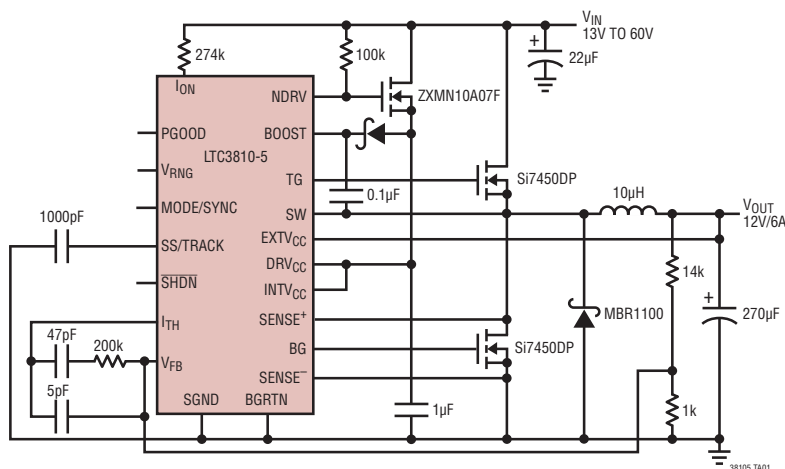 V_IN
13V TO 60V
274k
100k
22µF
+
I_ON
NDRV
ZXMN10A07F
PGOOD
BOOST
LTC3810-5
V_RNG
TG
Si7450DP
0.1µF
10µH
MODE/SYNC
SW
V_OUT
12V/6A
1000pF
EXTV_CC
SS/TRACK
DRV_CC
14k
SHDN
INTV_CC
+
I_TH
SENSE+
MBR1100
270µF
47pF
200k
BG
Si7450DP
V_FB
5pF
SENSE−
SGND
BGRTN
1µF
1k
38105 TA01